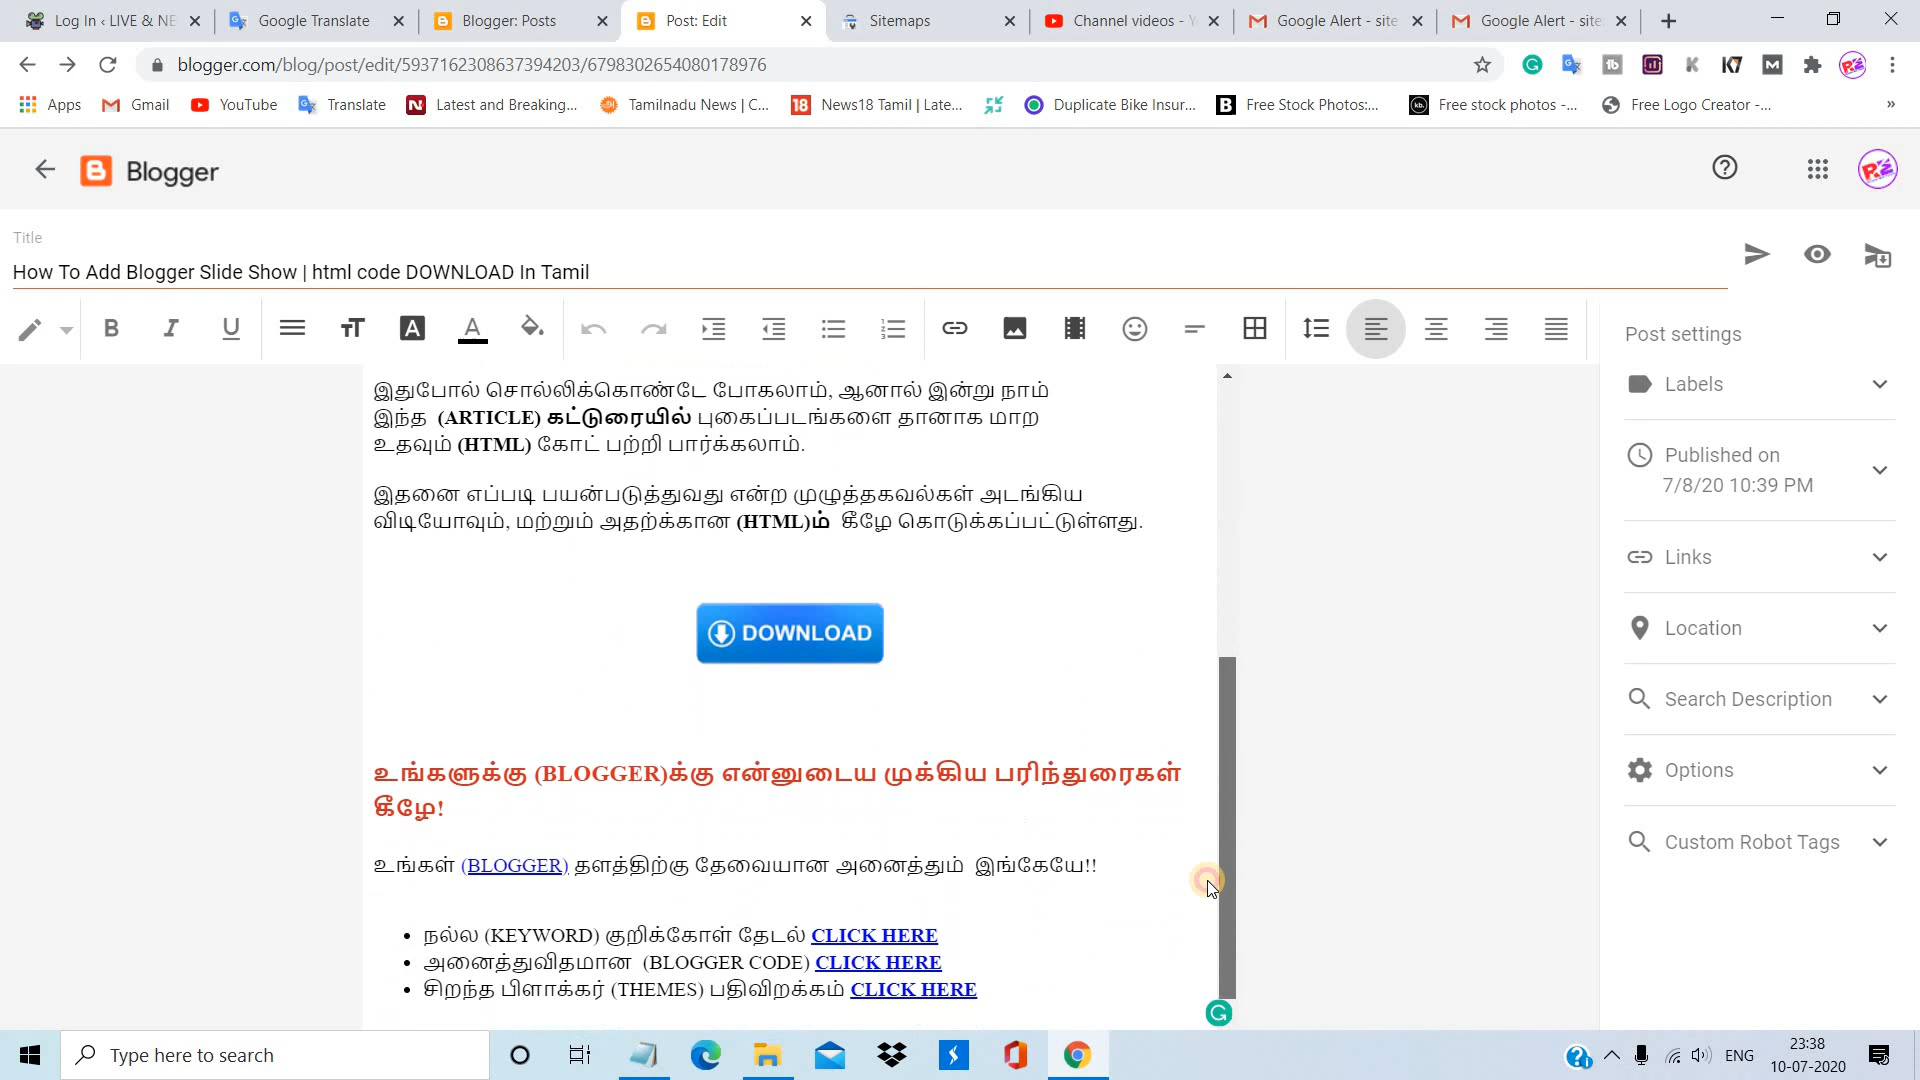 Log In ‹ LIVE & NE
Google Translate
Blogger: Posts
Post: Edit
Sitemaps
Channel videos - Y
Google Alert - site
Google Alert - site
blogger.com/blog/post/edit/5937162308637394203/6798302654080178976
Apps
Gmail
YouTube
Translate
Latest and Breaking...
Tamilnadu News | C...
News18 Tamil | Late...
Duplicate Bike Insur...
Free Stock Photos:...
Free stock photos -...
Free Logo Creator -...
Blogger
Title
How To Add Blogger Slide Show | html code DOWNLOAD In Tamil
Post settings
Labels
Published on
7/8/20 10:39 PM
Links
Location
Search Description
Options
Custom Robot Tags
இதுபோல் சொல்லிக்கொண்டே போகலாம், ஆனால் இன்று நாம்
இந்த (ARTICLE) கட்டுரையில் புகைப்படங்களை தானாக மாற
உதவும் (HTML) கோட் பற்றி பார்க்கலாம்.
இதனை எப்படி பயன்படுத்துவது என்ற முழுத்தகவல்கள் அடங்கிய
விடியோவும், மற்றும் அதற்க்கான (HTML)ம் கீழே கொடுக்கப்பட்டுள்ளது.
DOWNLOAD
உங்களுக்கு (BLOGGER)க்கு என்னுடைய முக்கிய பரிந்துரைகள்
கீழே!
உங்கள் (BLOGGER) தளத்திற்கு தேவையான அனைத்தும் இங்கேயே!!
• நல்ல (KEYWORD) குறிக்கோள் தேடல் CLICK HERE
• அனைத்துவிதமான (BLOGGER CODE) CLICK HERE
• சிறந்த பிளாக்கர் (THEMES) பதிவிறக்கம் CLICK HERE
Type here to search
ENG
23:38
10-07-2020